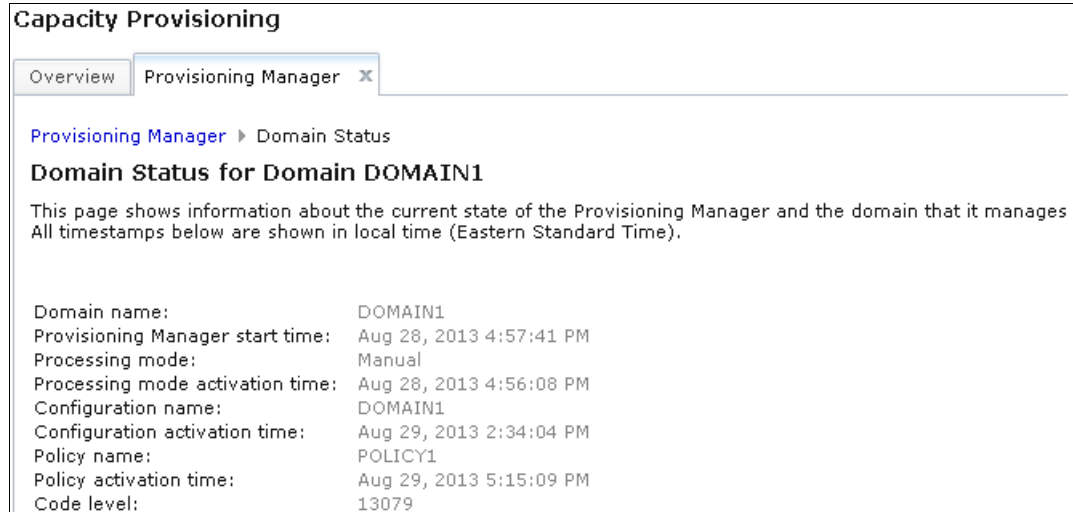 Capacity Provisioning
Overview Provisioning Manager x
Provisioning Manager Domain Status
Domain Status for Domain DOMAIN1
This page shows information about the current state of the Provisioning Manager and the domain that it manages
All timestamps below are shown in local time (Eastern Standard Time).
Domain name: DOMAIN1
Provisioning Manager start time: Aug 28, 2013 4:57:41 PM
Processing mode: Manual
Processing mode activation time: Aug 28, 2013 4:56:08 PM
Configuration name: DOMAIN1
Configuration activation time: Aug 29, 2013 2:34:04 PM
Policy name: POLICY1
Policy activation time: Aug 29, 2013 5:15:09 PM
Code level: 13079